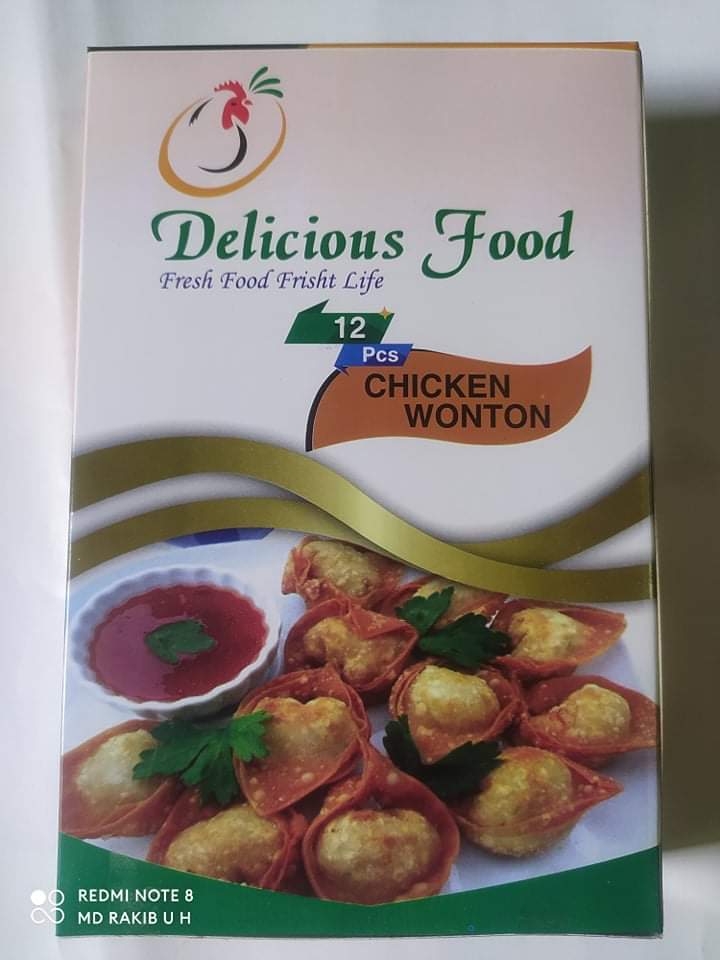 Delicious Food
Fresh Food Frisht Life
12
Pcs
CHICKEN
WONTON
REDMI NOTE 8
MD RAKIB U H